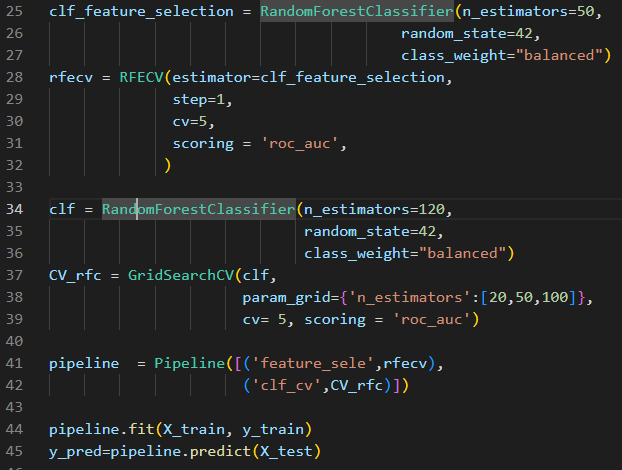 25 clf_feature_selection = RandomForestClassifier(n_estimators=50,
26 random_state=42,
27 class_weight="balanced")
28 rfecv = RFECV(estimator=clf_feature_selection,
29 step=1,
30 cv=5,
31 scoring = 'roc_auc',
32 )
33
34 clf = RandomForestClassifier(n_estimators=120,
35 random_state=42,
36 class_weight="balanced")
37 CV_rfc = GridSearchCV(clf,
38 param_grid={'n_estimators':[20,50,100]},
39 cv= 5, scoring = 'roc_auc')
40
41 pipeline  = Pipeline([('feature_sele',rfecv),
42 ('clf_cv',CV_rfc)])
43
44 pipeline.fit(X_train, y_train)
45 y_pred=pipeline.predict(X_test)